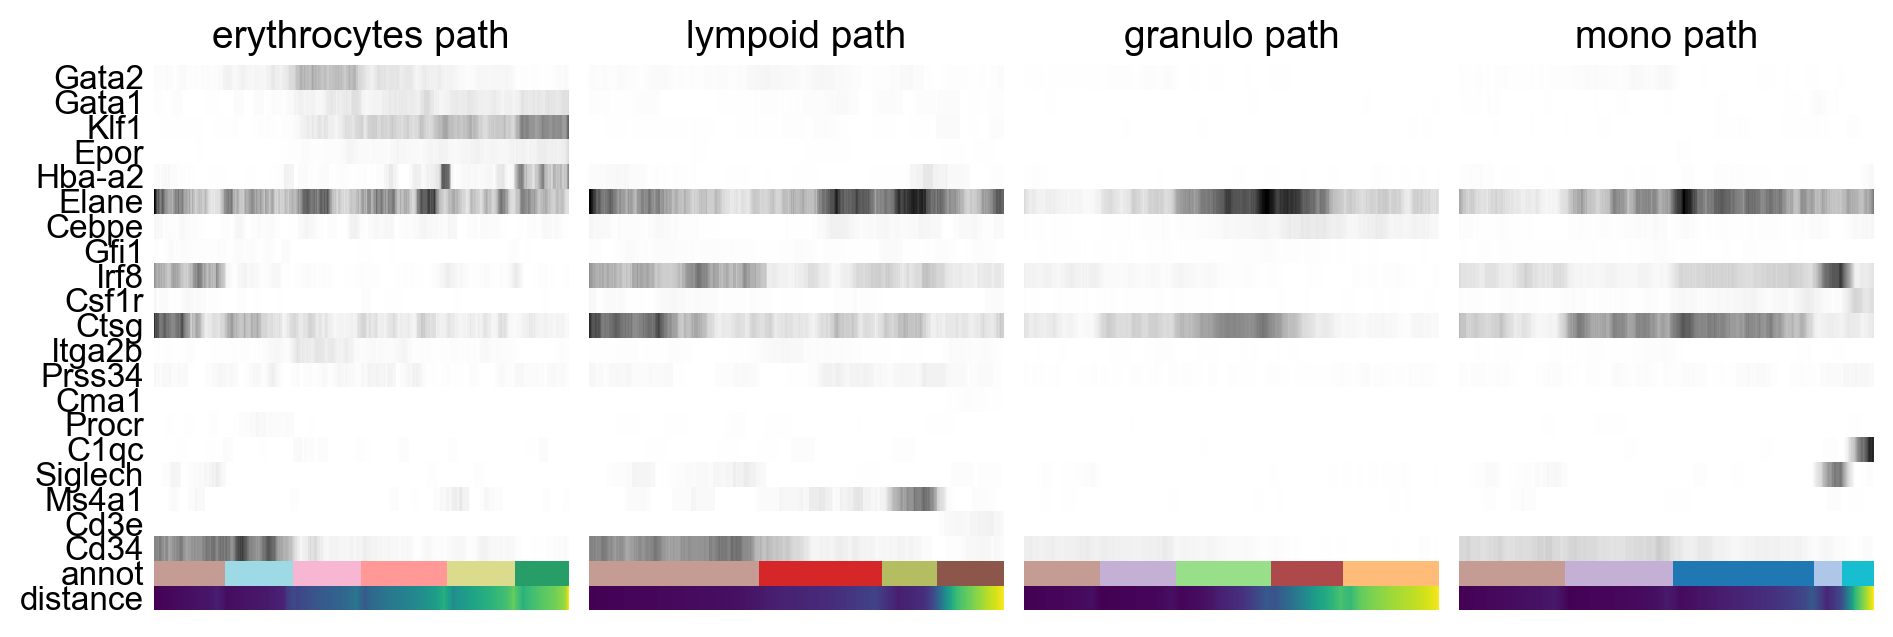 erythrocytes path
lympoid path
granulo path
mono path
Gata2
Gata1
Klf1
Epor
Hba-a2
Elane
Cebpe
Gfi1
Irf8
Csf1r
Ctsg
Itga2b
Prss34
Cma1
Procr
C1qc
Siglech
Ms4a1
Cd3e
Cd34
annot
distance